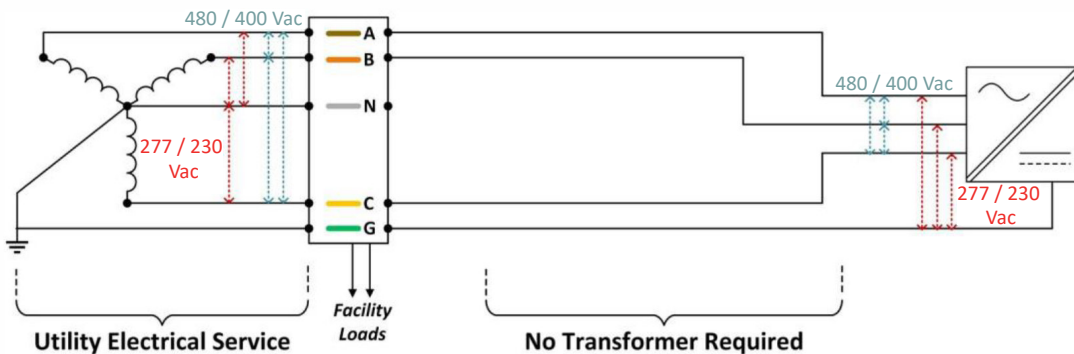 480 / 400 Vac
A
B
N
480 / 400 Vac
277 / 230
Vac
277 / 230
Vac
C
G
Facility
Loads
Utility Electrical Service
No Transformer Required